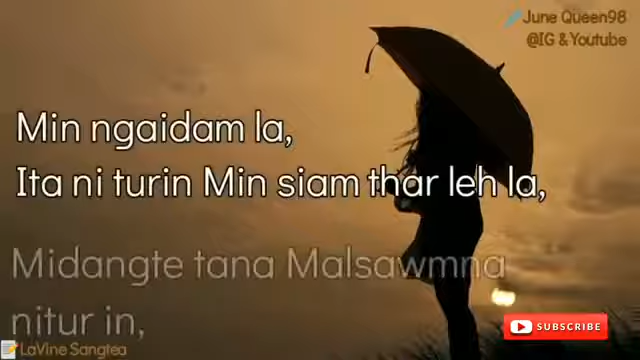 June Queen98
@IG & Youtube
Min ngaidam la,
Ita ni turin Min siam thar leh la,
Midangte tana Malsawmna
nitur in,
SUBSCRIBE
LaVine Sangtea